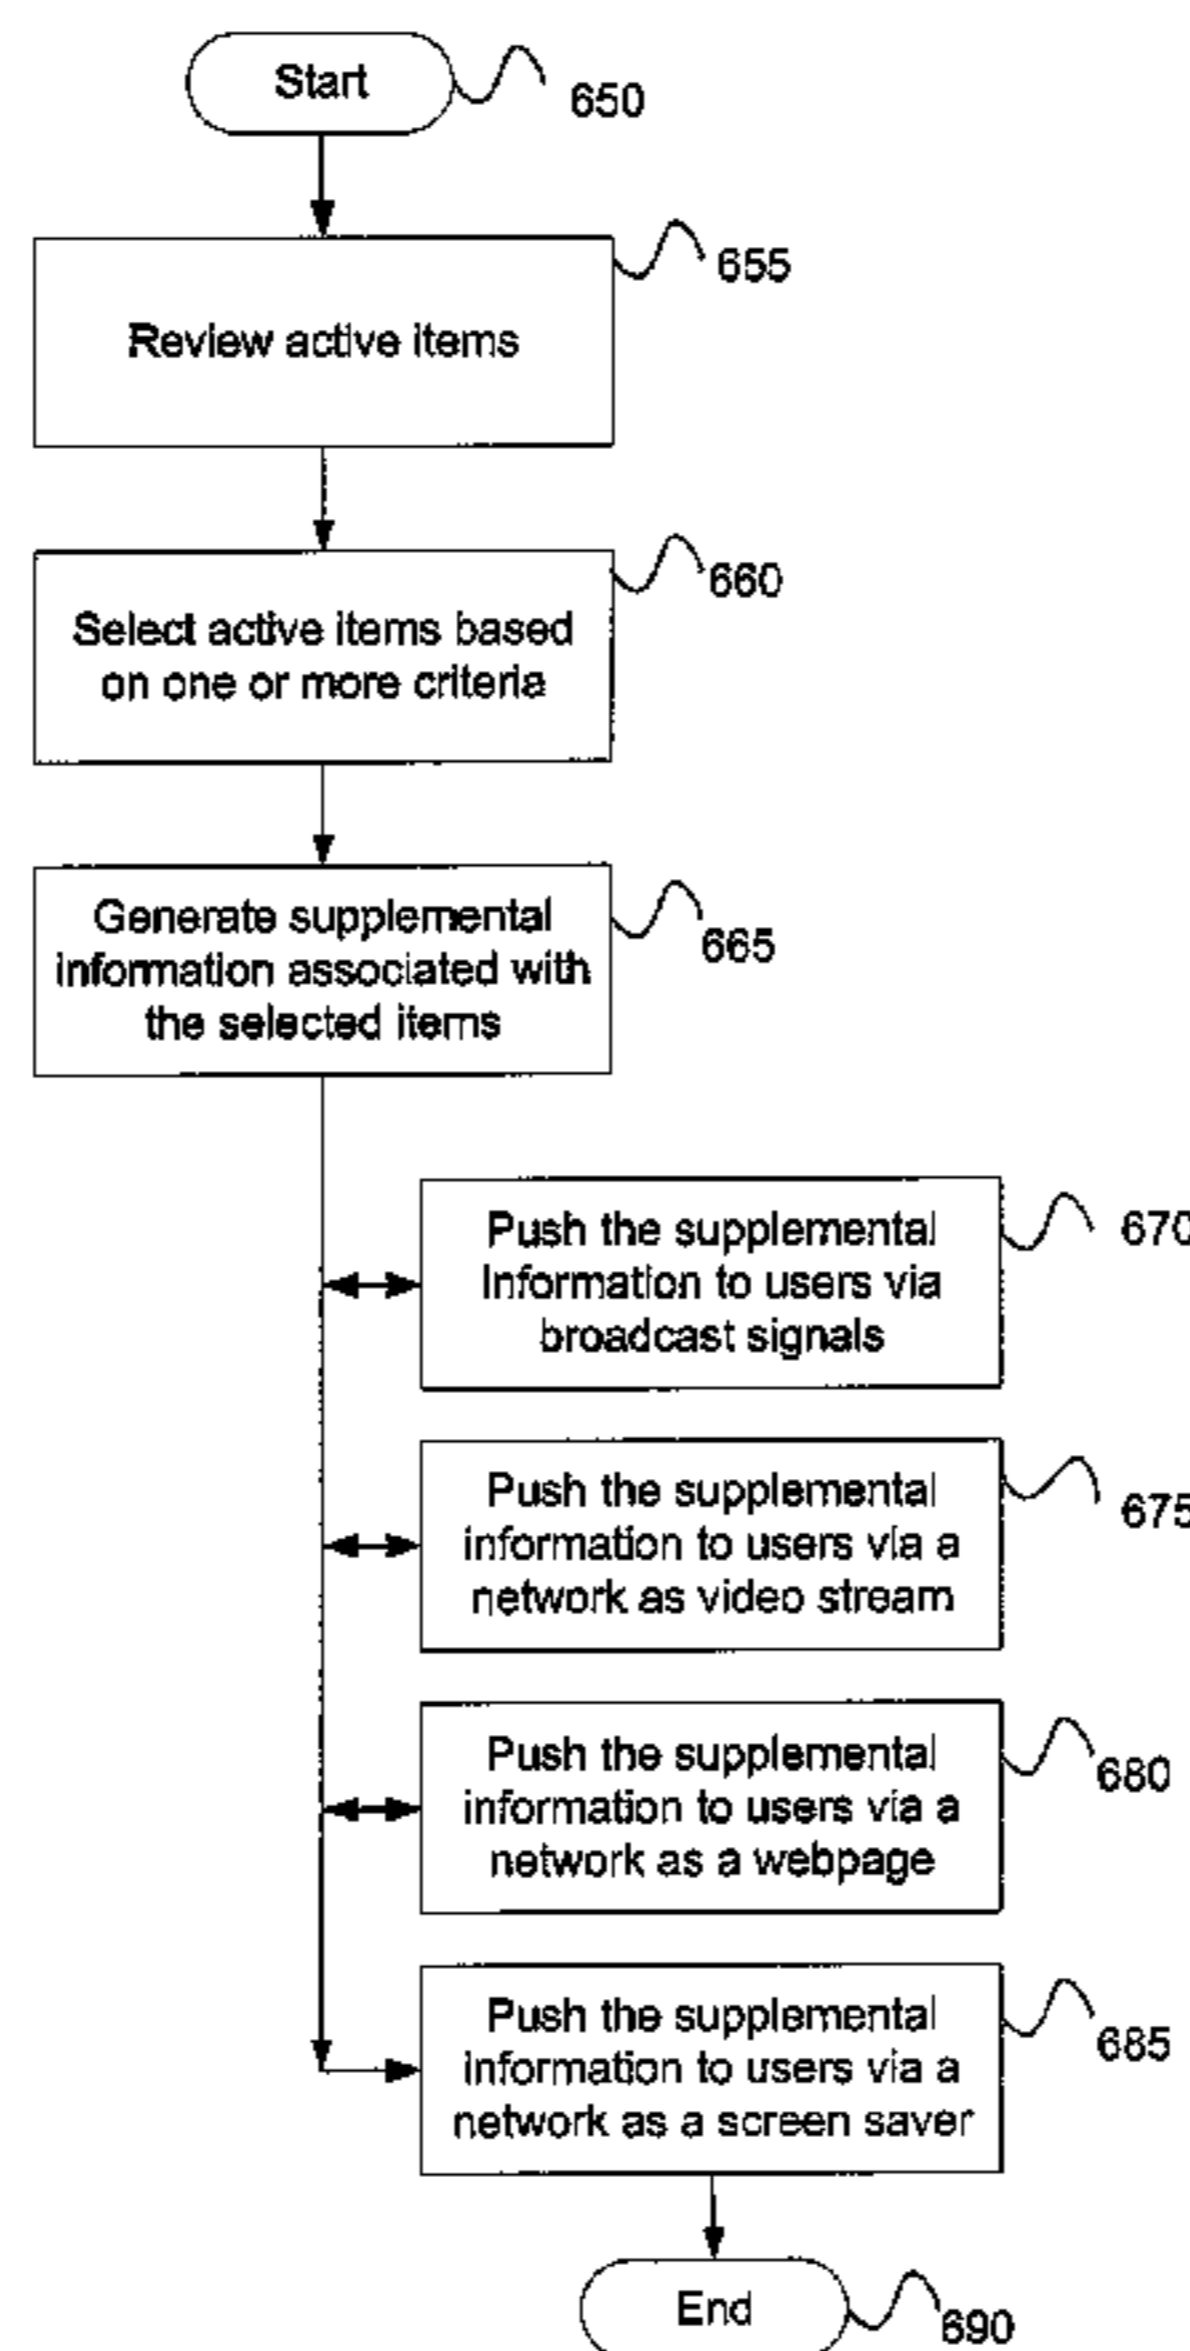 Start
650
655
Review active items
660
Select active items based
on one or more criteria
665
Generate supplemental
information associated with
the selected items
670
Push the supplemental
Information to users via
broadcast signals
675
Push the supplemental
information to users via a
network as video stream
680
Push the supplemental
information to users via a
network as a webpage
685
Push the supplemental
information to users via a
network as a screen saver
End
690